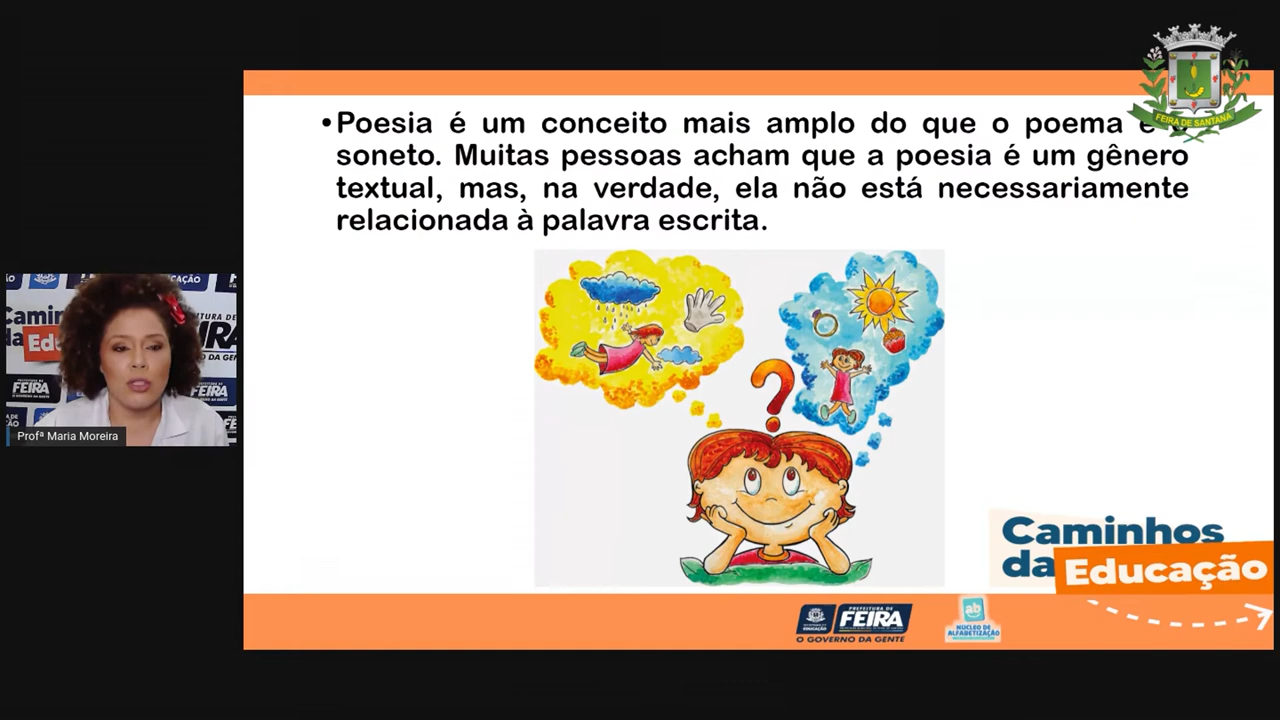 FEIRA DE SANTANA
• Poesia é um conceito mais amplo do que o poema e o
soneto. Muitas pessoas acham que a poesia é um gênero
textual, mas, na verdade, ela não está necessariamente
relacionada à palavra escrita.
Caminhos
da Educação
Profª Maria Moreira
PREFEITURA DE
FEIRA
O GOVERNO DA GENTE
NÚCLEO DE
ALFABETIZAÇÃO